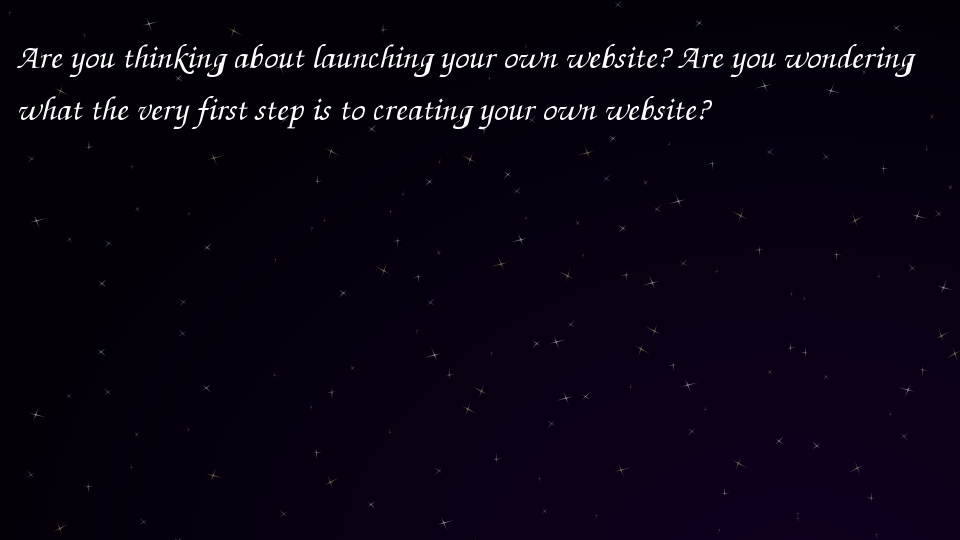 Are you thinking about launching your own website? Are you wondering
what the very first step is to creating your own website?